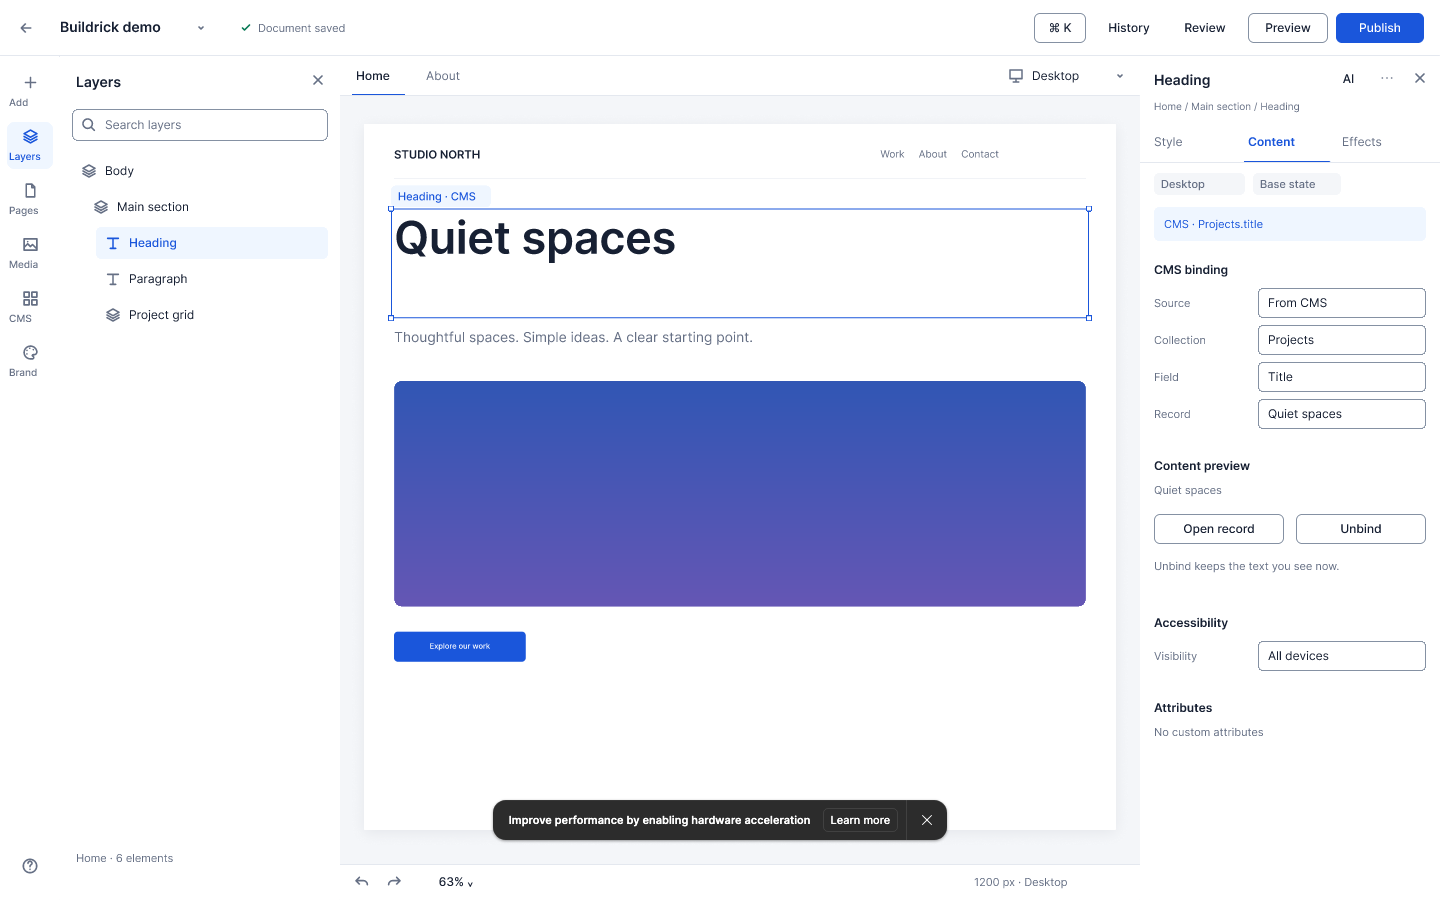 Buildrick demo
Document saved
⌘ K
History
Review
Preview
Publish
Add
Layers
Pages
Media
CMS
Brand
Layers
Search layers
Body
Main section
Heading
Paragraph
Project grid
Home · 6 elements
Home
About
Desktop
STUDIO NORTH
Work
About
Contact
Heading · CMS
Quiet spaces
Thoughtful spaces. Simple ideas. A clear starting point.
Explore our work
Improve performance by enabling hardware acceleration
Learn more
63%
1200 px · Desktop
Heading
AI
Home / Main section / Heading
Style
Content
Effects
Desktop
Base state
CMS · Projects.title
CMS binding
Source
From CMS
Collection
Projects
Field
Title
Record
Quiet spaces
Content preview
Quiet spaces
Open record
Unbind
Unbind keeps the text you see now.
Accessibility
Visibility
All devices
Attributes
No custom attributes